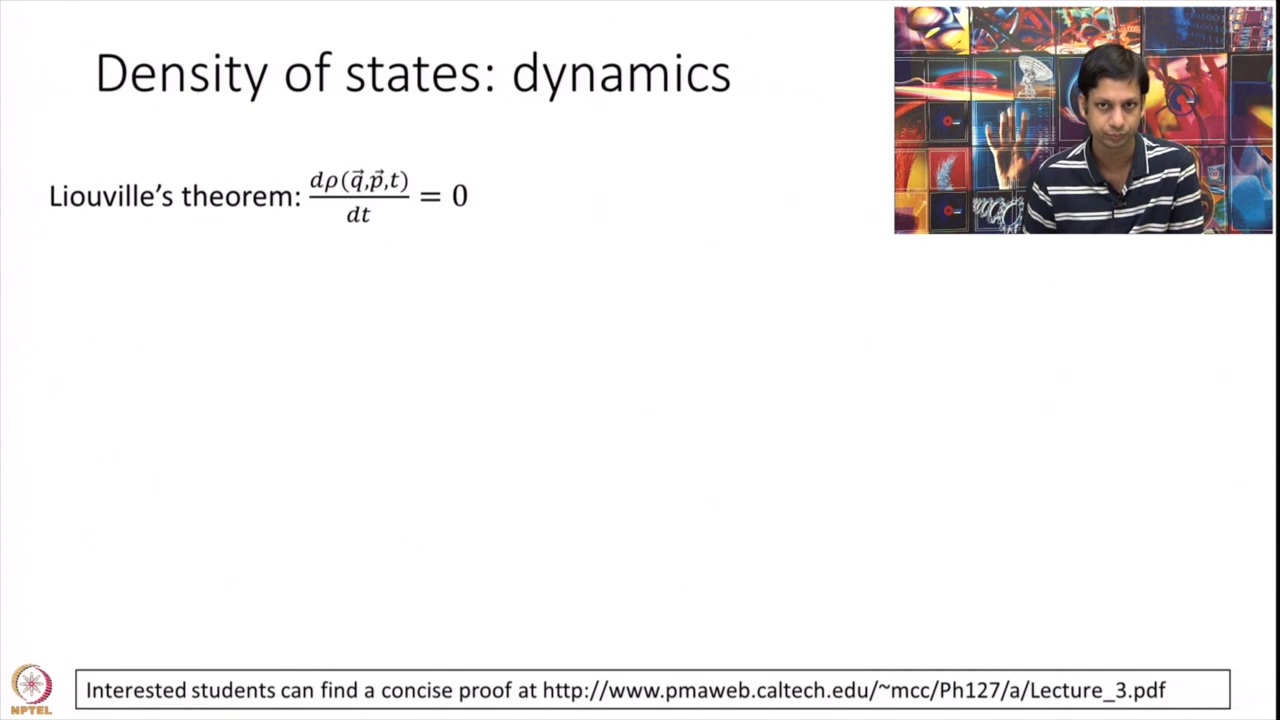 Density of states: dynamics
Liouville's theorem: dρ(q⃗,p⃗,t)/dt = 0
Interested students can find a concise proof at http://www.pmaweb.caltech.edu/~mcc/Ph127/a/Lecture_3.pdf
NPTEL